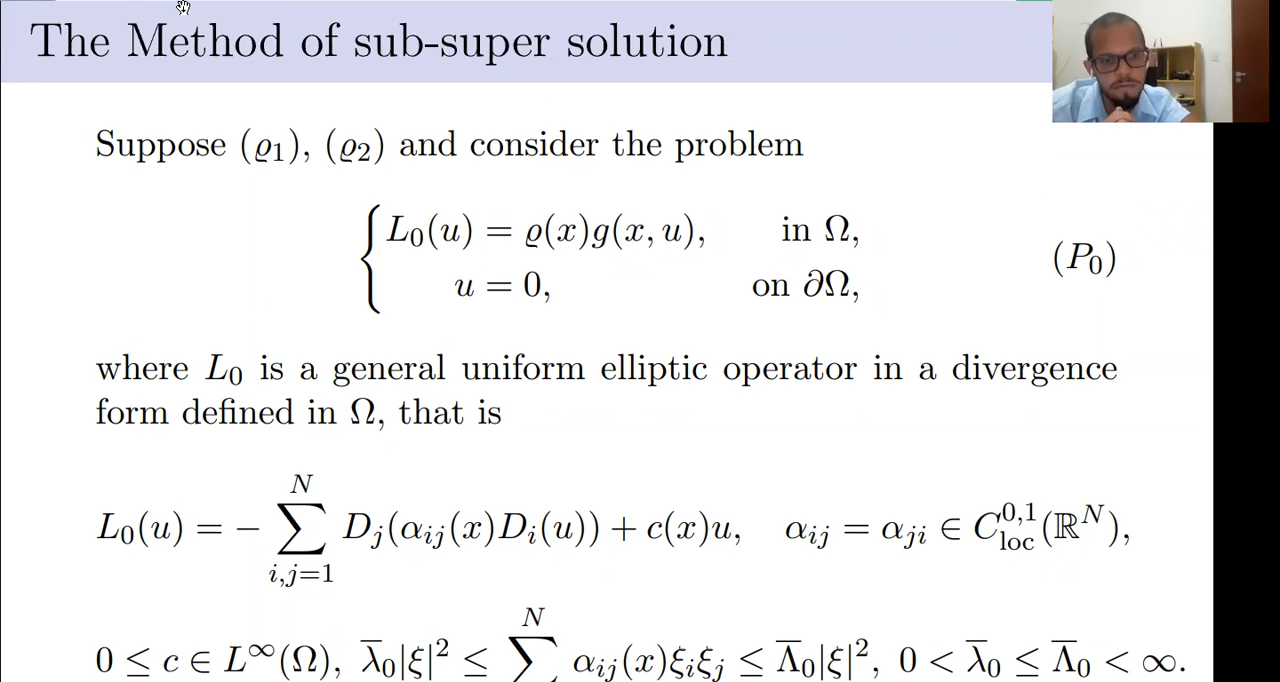 The Method of sub-super solution
Suppose (ϱ1), (ϱ2) and consider the problem
L₀(u) = ϱ(x)g(x, u), in Ω,
u = 0, on ∂Ω,
(P₀)
where L₀ is a general uniform elliptic operator in a divergence
form defined in Ω, that is
L₀(u) = − ∑_{i,j=1}^{N} D_j(α_{ij}(x)D_i(u)) + c(x)u, α_{ij} = α_{ji} ∈ C^{0,1}_{loc}(ℝ^N),
0 ≤ c ∈ L^∞(Ω), λ̄₀|ξ|² ≤ ∑^{N} α_{ij}(x)ξ_iξ_j ≤ Λ̄₀|ξ|², 0 < λ̄₀ ≤ Λ̄₀ < ∞.